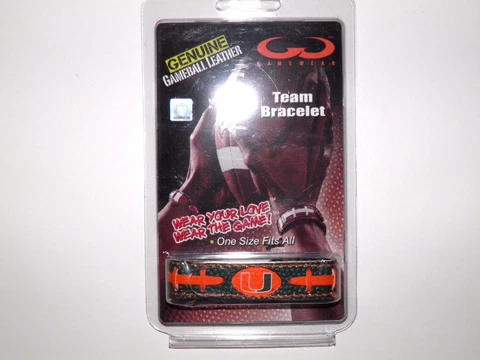 GENUINE
GAMEBALL LEATHER
GAMEWEAR
Team
Bracelet
WEAR YOUR LOVE
WEAR THE GAME!
• One Size Fits All
U